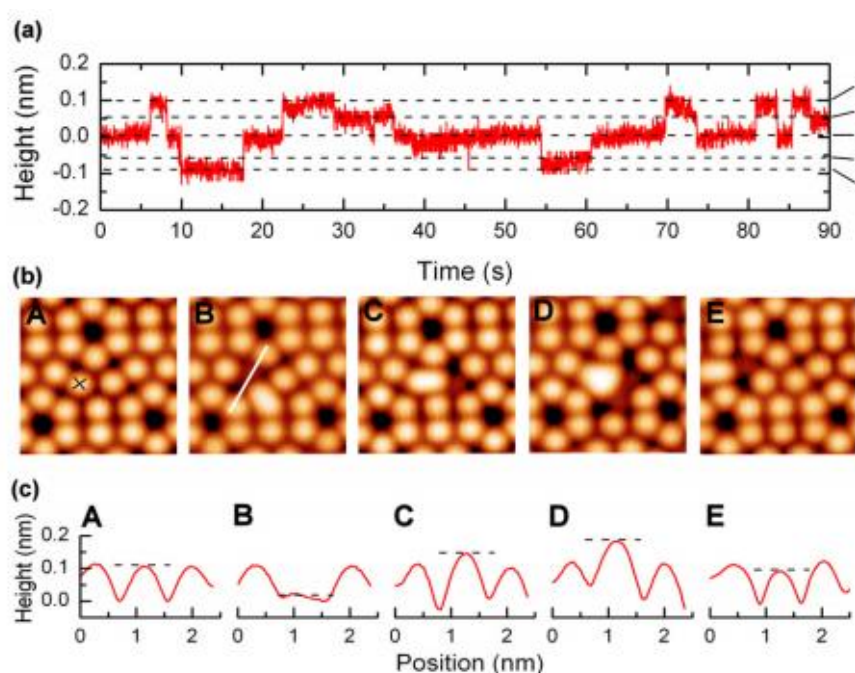 (a)
Height (nm)
0.2
0.1
0.0
-0.1
-0.2
0 10 20 30 40 50 60 70 80 90
Time (s)
(b)
A B C D E
(c)
A B C D E
Height (nm)
0.2
0.1
0.0
0 1 2 0 1 2 0 1 2 0 1 2 0 1 2
Position (nm)